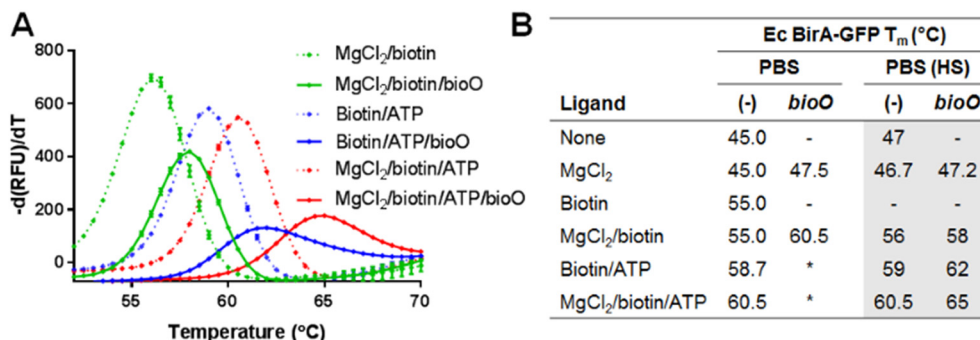 A
800
600
400
200
0
-d(RFU)/dT
55 60 65 70
Temperature (°C)
MgCl₂/biotin
MgCl₂/biotin/bioO
Biotin/ATP
Biotin/ATP/bioO
MgCl₂/biotin/ATP
MgCl₂/biotin/ATP/bioO
B
Ec BirA-GFP Tₘ (°C)
PBS PBS (HS)
Ligand (-) bioO (-) bioO
None 45.0 - 47 -
MgCl₂ 45.0 47.5 46.7 47.2
Biotin 55.0 - -
MgCl₂/biotin 55.0 60.5 56 58
Biotin/ATP 58.7 * 59 62
MgCl₂/biotin/ATP 60.5 * 60.5 65